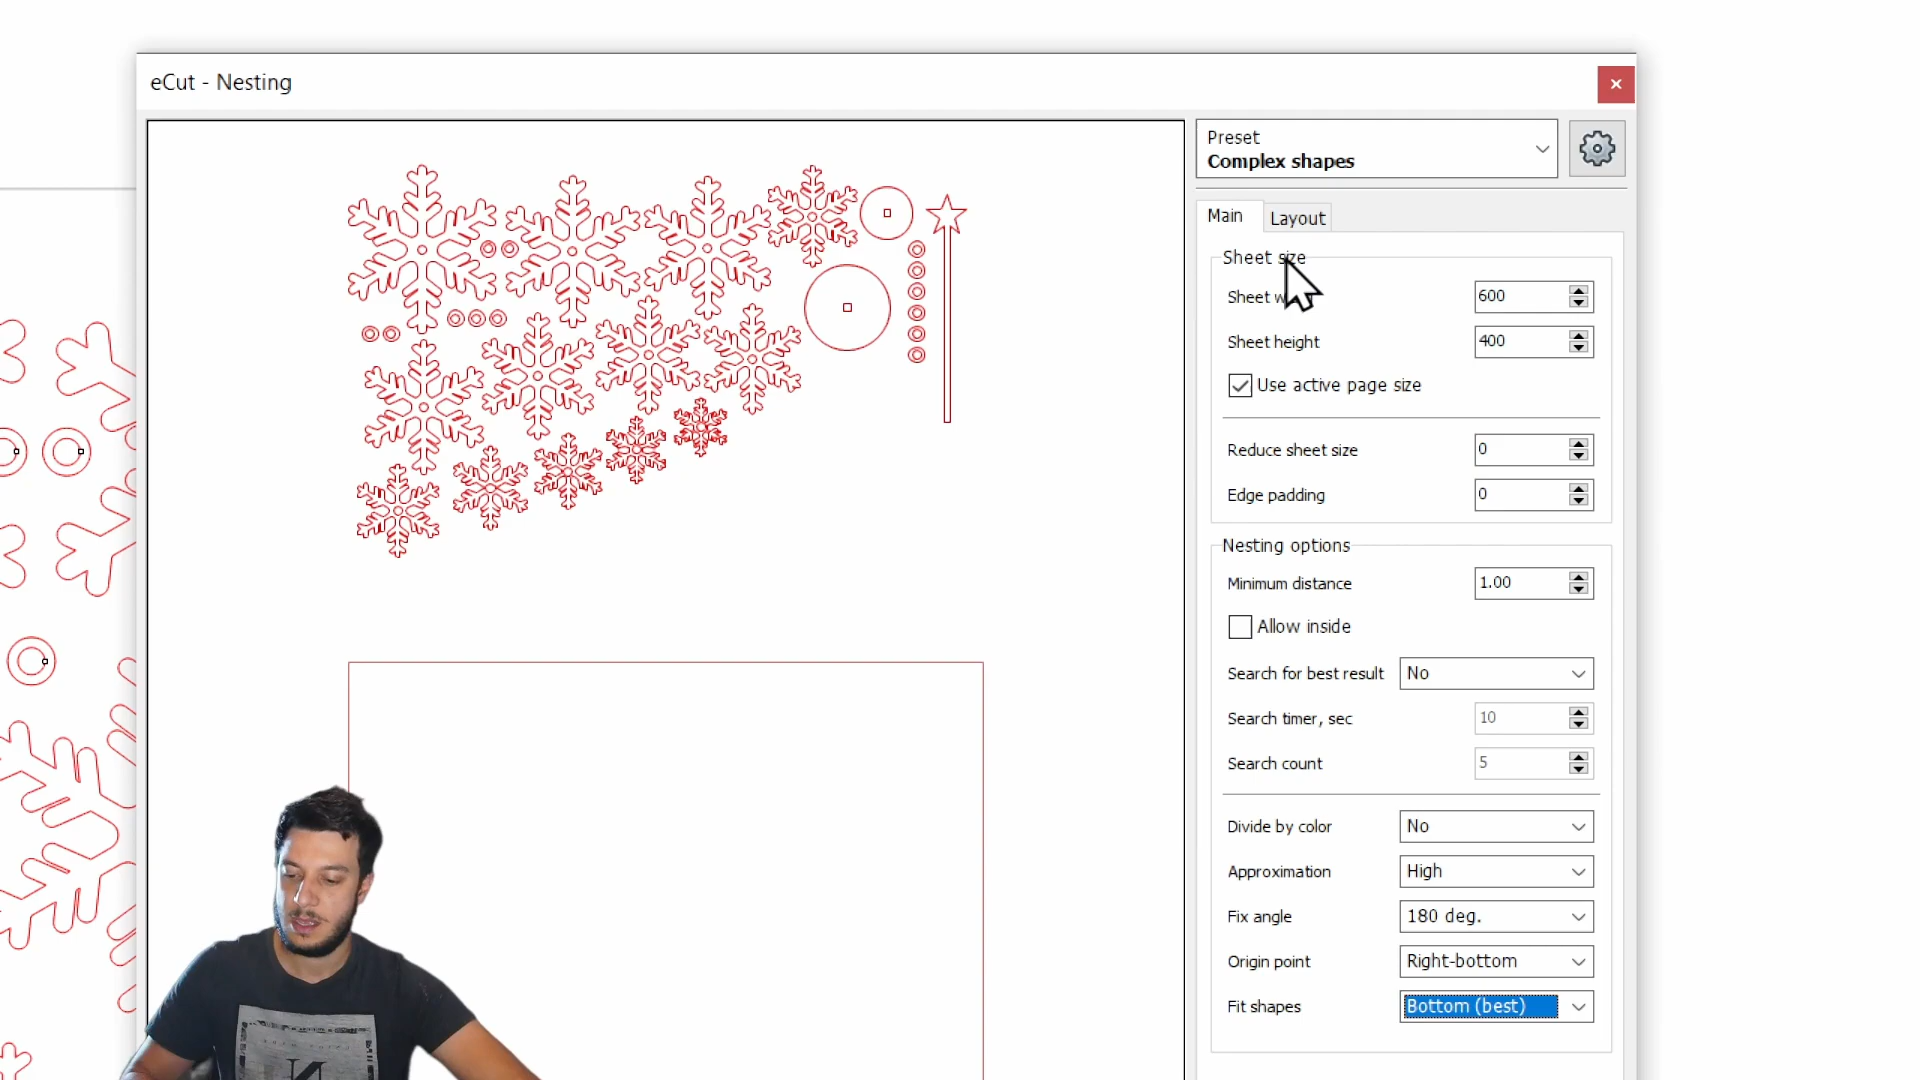 eCut - Nesting
Preset
Complex shapes
Main
Layout
Sheet size
Sheet
600
Sheet height
400
Use active page size
Reduce sheet size
0
Edge padding
0
Nesting options
Minimum distance
1.00
Allow inside
Search for best result
No
Search timer, sec
10
Search count
5
Divide by color
No
Approximation
High
Fix angle
180 deg.
Origin point
Right-bottom
Fit shapes
Bottom (best)